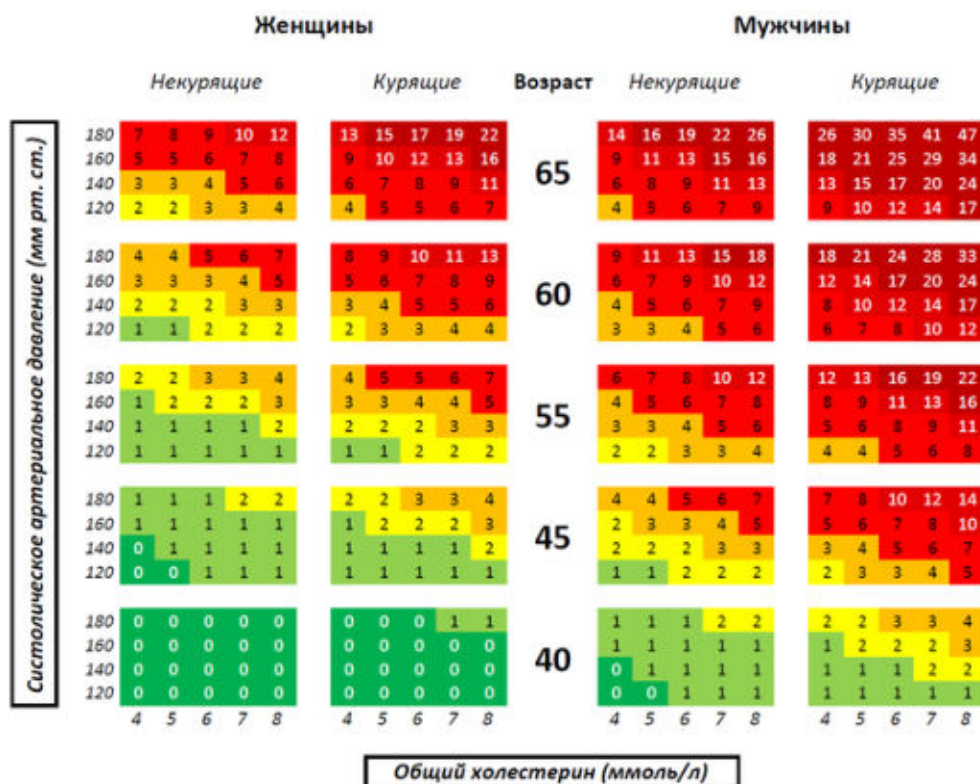 Женщины Мужчины
Некурящие Курящие Возраст Некурящие Курящие
Систолическое артериальное давление (мм рт. ст.)
180 7 8 9 10 12 13 15 17 19 22 14 16 19 22 26 26 30 35 41 47
160 5 5 6 7 8 9 10 12 13 16 65 9 11 13 15 16 18 21 25 29 34
140 3 3 4 5 6 6 7 8 9 11 6 8 9 11 13 13 15 17 20 24
120 2 2 3 3 4 4 5 5 6 7 4 5 6 7 9 9 10 12 14 17
180 4 4 5 6 7 8 9 10 11 13 9 11 13 15 18 18 21 24 28 33
160 3 3 3 4 5 5 6 7 8 9 60 6 7 9 10 12 12 14 17 20 24
140 2 2 2 3 3 3 4 5 5 6 4 5 6 7 9 8 10 12 14 17
120 1 1 2 2 2 2 3 3 4 4 3 3 4 5 6 6 7 8 10 12
180 2 2 3 3 4 4 5 5 6 7 6 7 8 10 12 12 13 16 19 22
160 1 2 2 2 3 3 3 4 4 5 55 4 5 6 7 8 8 9 11 13 16
140 1 1 1 1 2 2 2 2 3 3 3 3 4 5 6 5 6 8 9 11
120 1 1 1 1 1 1 1 2 2 2 2 2 3 3 4 4 4 5 6 8
180 1 1 1 2 2 2 2 3 3 4 4 4 5 6 7 7 8 10 12 14
160 1 1 1 1 1 1 2 2 2 3 45 2 3 3 4 5 5 6 7 8 10
140 0 1 1 1 1 1 1 1 1 2 2 2 2 3 3 3 4 5 6 7
120 0 0 1 1 1 1 1 1 1 1 1 1 2 2 2 2 3 3 4 5
180 0 0 0 0 0 0 0 0 1 1 1 1 1 2 2 2 2 3 3 4
160 0 0 0 0 0 0 0 0 0 0 40 1 1 1 1 1 1 2 2 2 3
140 0 0 0 0 0 0 0 0 0 0 0 1 1 1 1 1 1 1 2 2
120 0 0 0 0 0 0 0 0 0 0 0 0 1 1 1 1 1 1 1 1
4 5 6 7 8 4 5 6 7 8 4 5 6 7 8 4 5 6 7 8
Общий холестерин (ммоль/л)